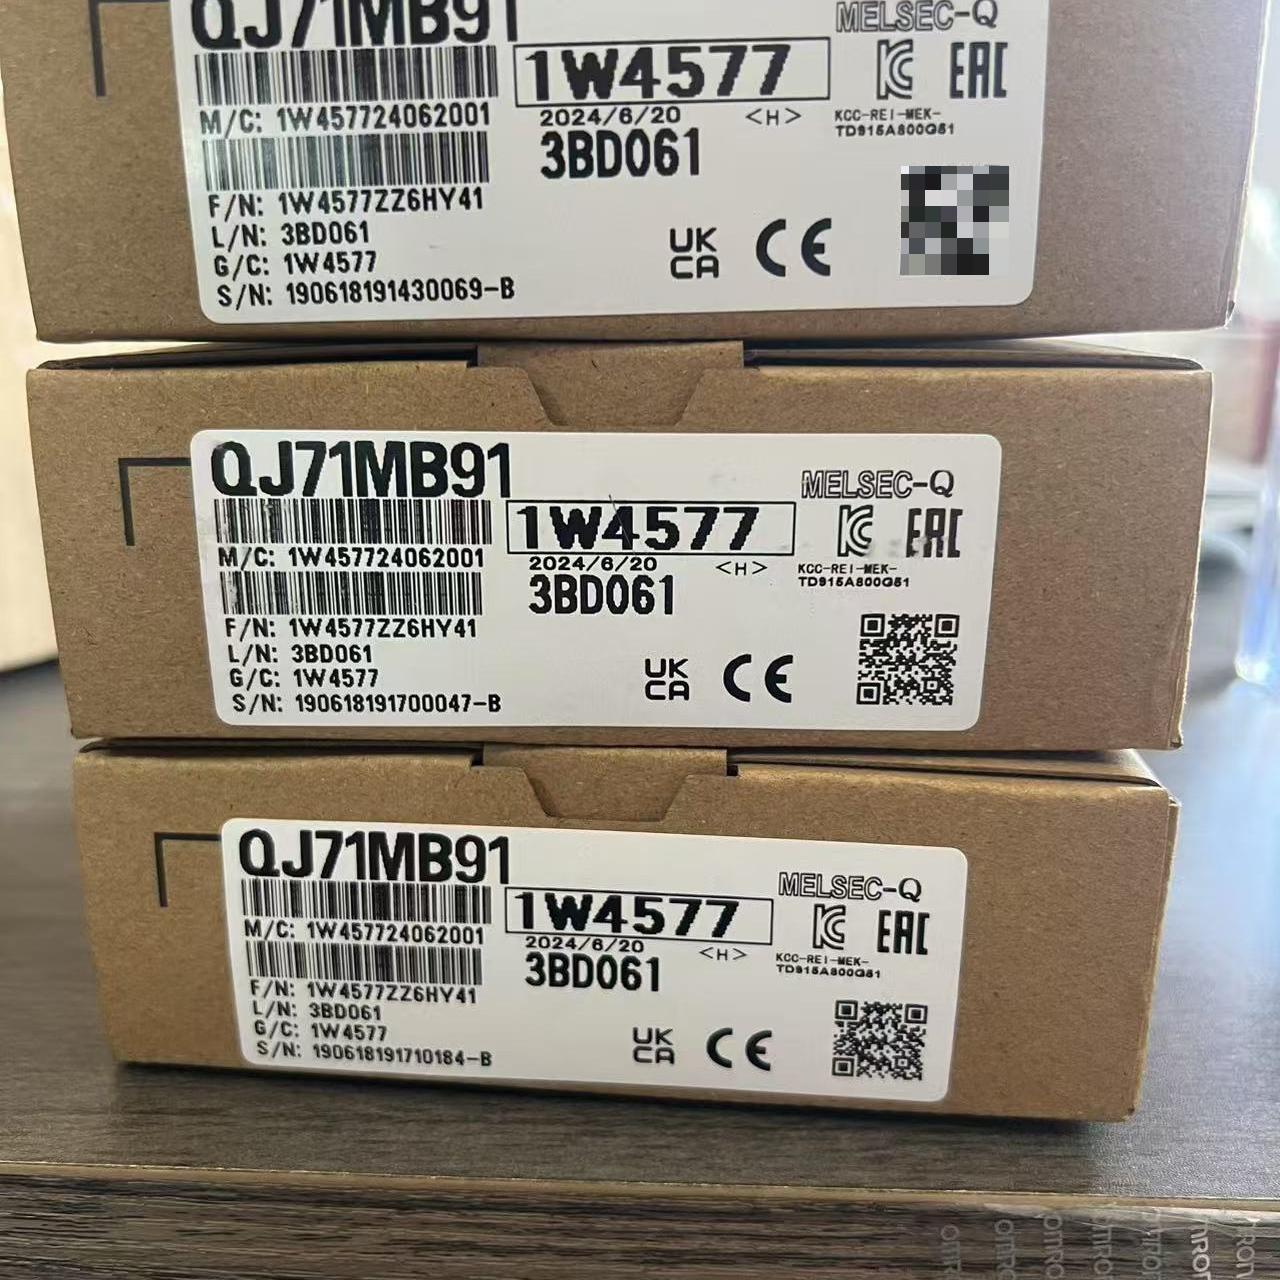 QJ71MB91
MELSEC-Q
1W4577
EAC
M/C: 1W457724062001
2024/6/20 <H>
KCC-REI-MEK-
TD915A800G51
3BD061
F/N: 1W4577ZZ6HY41
L/N: 3BD061
G/C: 1W4577
S/N: 190618191430069-B
UK
CA
CE
QJ71MB91
MELSEC-Q
1W4577
EAC
M/C: 1W457724062001
2024/6/20 <H>
KCC-REI-MEK-
TD915A800G51
3BD061
F/N: 1W4577ZZ6HY41
L/N: 3BD061
G/C: 1W4577
S/N: 190618191700047-B
UK
CA
CE
QJ71MB91
MELSEC-Q
1W4577
EAC
M/C: 1W457724062001
2024/6/20 <H>
KCC-REI-MEK-
TD915A800G51
3BD061
F/N: 1W4577ZZ6HY41
L/N: 3BD061
G/C: 1W4577
S/N: 190618191710184-B
UK
CA
CE